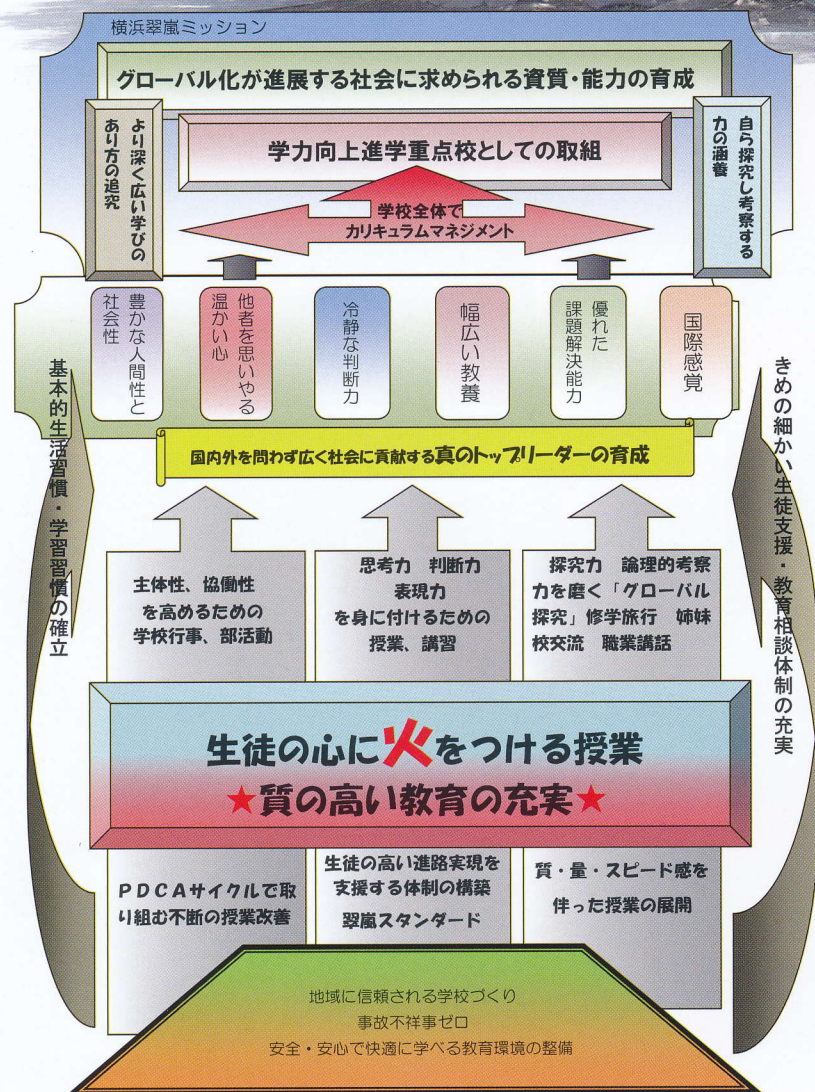 横浜翠嵐ミッション
グローバル化が進展する社会に求められる資質・能力の育成
より深く広い学びの
あり方の追究
学力向上進学重点校としての取組
自ら探究し考察する
力の涵養
学校全体で
カリキュラムマネジメント
豊かな人間性と
社会性
他者を思いやる
温かい心
冷静な判断力
幅広い教養
優れた
課題解決能力
国際感覚
基本的生活習慣・学習習慣の確立
きめの細かい生徒支援・教育相談体制の充実
国内外を問わず広く社会に貢献する真のトップリーダーの育成
主体性、協働性
を高めるための
学校行事、部活動
思考力 判断力
表現力
を身に付けるための
授業、講習
探究力 論理的考察
力を磨く「グローバル
探究」修学旅行 姉妹
校交流 職業講話
生徒の心に火をつける授業
★質の高い教育の充実★
PDCAサイクルで取
り組む不断の授業改善
生徒の高い進路実現を
支援する体制の構築
翠嵐スタンダード
質・量・スピード感を
伴った授業の展開
地域に信頼される学校づくり
事故不祥事ゼロ
安全・安心で快適に学べる教育環境の整備